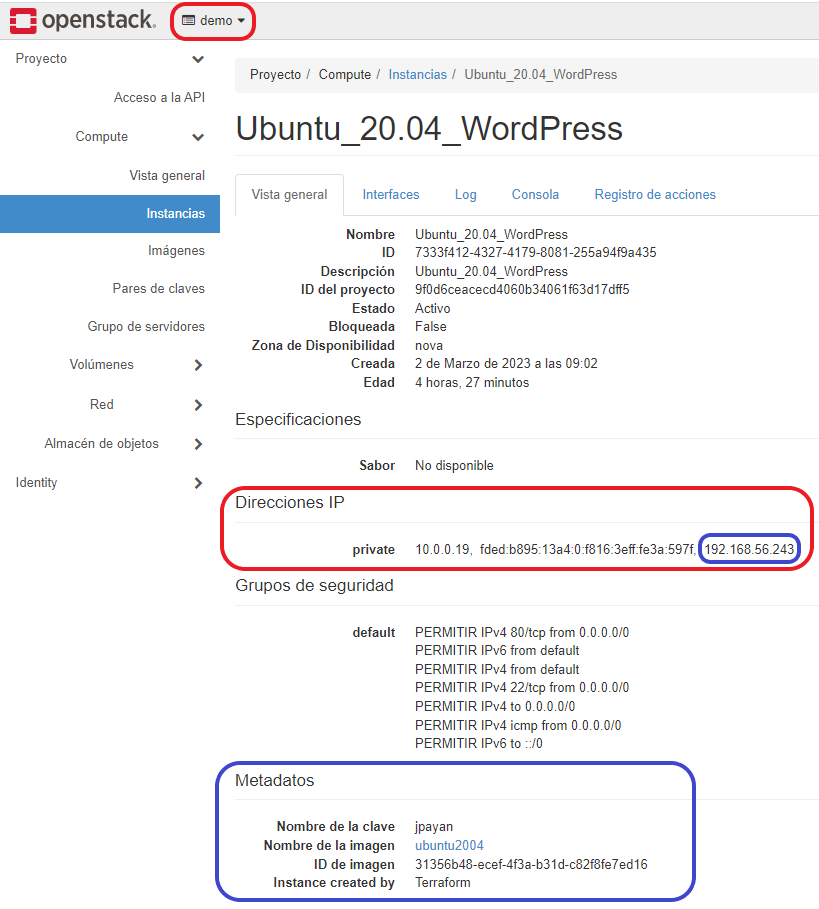 openstack. demo
Proyecto
Acceso a la API
Compute
Vista general
Instancias
Imágenes
Pares de claves
Grupo de servidores
Volúmenes
Red
Almacén de objetos
Identity
Proyecto / Compute / Instancias / Ubuntu_20.04_WordPress
Ubuntu_20.04_WordPress
Vista general Interfaces Log Consola Registro de acciones
Nombre Ubuntu_20.04_WordPress
ID 7333f412-4327-4179-8081-255a94f9a435
Descripción Ubuntu_20.04_WordPress
ID del proyecto 9f0d6ceacecd4060b34061f63d17dff5
Estado Activo
Bloqueada False
Zona de Disponibilidad nova
Creada 2 de Marzo de 2023 a las 09:02
Edad 4 horas, 27 minutos
Especificaciones
Sabor No disponible
Direcciones IP
private 10.0.0.19, fded:b895:13a4:0:f816:3eff:fe3a:597f, 192.168.56.243
Grupos de seguridad
default PERMITIR IPv4 80/tcp from 0.0.0.0/0
PERMITIR IPv6 from default
PERMITIR IPv4 from default
PERMITIR IPv4 22/tcp from 0.0.0.0/0
PERMITIR IPv4 to 0.0.0.0/0
PERMITIR IPv4 icmp from 0.0.0.0/0
PERMITIR IPv6 to ::/0
Metadatos
Nombre de la clave jpayan
Nombre de la imagen ubuntu2004
ID de imagen 31356b48-ecef-4f3a-b31d-c82f8fe7ed16
Instance created by Terraform